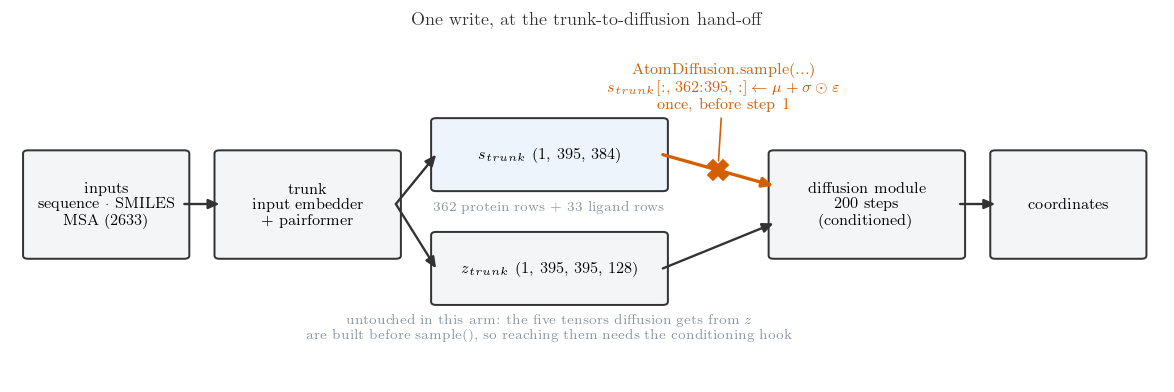 One write, at the trunk-to-diffusion hand-off
AtomDiffusion.sample(...)
s_trunk[:, 362:395, :] ← μ + σ ⊙ ε
once, before step 1
inputs
sequence · SMILES
MSA (2633)
trunk
input embedder
+ pairformer
s_trunk (1, 395, 384)
362 protein rows + 33 ligand rows
z_trunk (1, 395, 395, 128)
untouched in this arm: the five tensors diffusion gets from z
are built before sample(), so reaching them needs the conditioning hook
diffusion module
200 steps
(conditioned)
coordinates